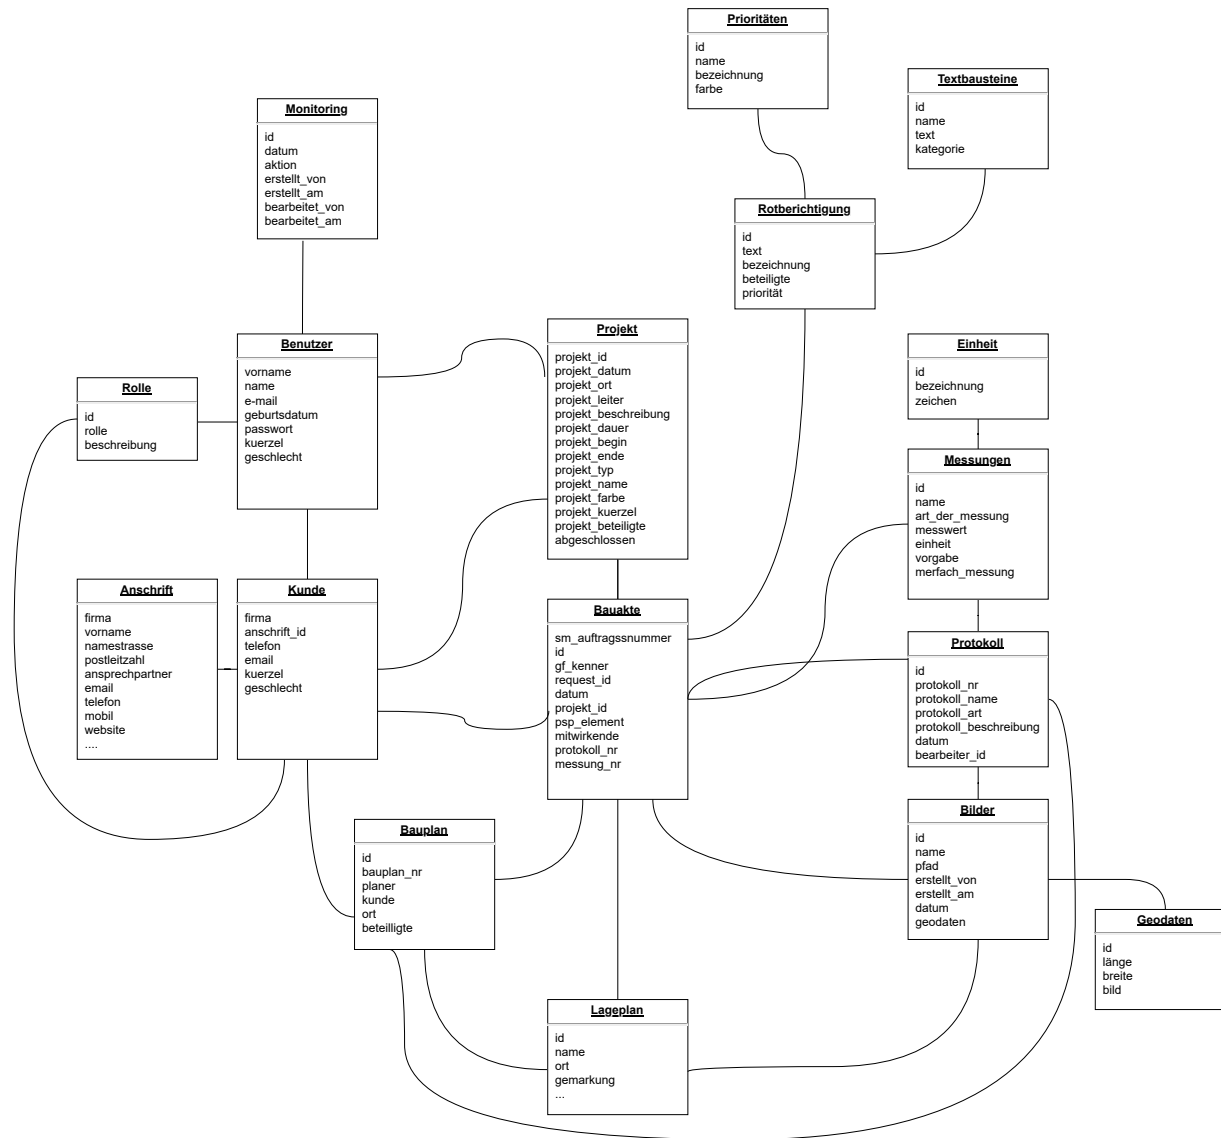 Prioritäten
id
name
bezeichnung
farbe
Textbausteine
id
name
text
kategorie
Monitoring
id
datum
aktion
erstellt_von
erstellt_am
bearbeitet_von
bearbeitet_am
Rotberichtigung
id
text
bezeichnung
beteiligte
priorität
Benutzer
vorname
name
e-mail
geburtsdatum
passwort
kuerzel
geschlecht
Rolle
id
rolle
beschreibung
Projekt
projekt_id
projekt_datum
projekt_ort
projekt_leiter
projekt_beschreibung
projekt_dauer
projekt_begin
projekt_ende
projekt_typ
projekt_name
projekt_farbe
projekt_kuerzel
projekt_beteiligte
abgeschlossen
Einheit
id
bezeichnung
zeichen
Messungen
id
name
art_der_messung
messwert
einheit
vorgabe
merfach_messung
Anschrift
firma
vorname
namestrasse
postleitzahl
ansprechpartner
email
telefon
mobil
website
....
Kunde
firma
anschrift_id
telefon
email
kuerzel
geschlecht
Bauakte
sm_auftragssnummer
id
gf_kenner
request_id
datum
projekt_id
psp_element
mitwirkende
protokoll_nr
messung_nr
Protokoll
id
protokoll_nr
protokoll_name
protokoll_art
protokoll_beschreibung
datum
bearbeiter_id
Bauplan
id
bauplan_nr
planer
kunde
ort
beteilligte
Bilder
id
name
pfad
erstellt_von
erstellt_am
datum
geodaten
Geodaten
id
länge
breite
bild
Lageplan
id
name
ort
gemarkung
...